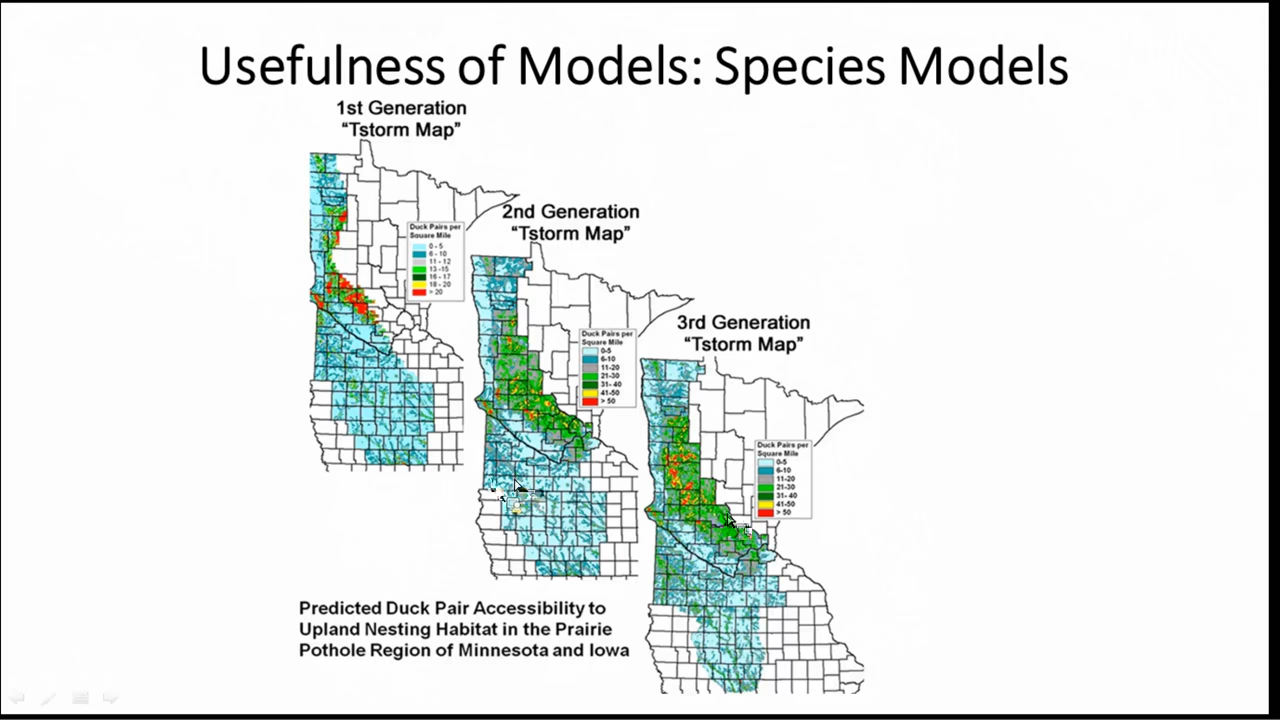 Usefulness of Models: Species Models
1st Generation
“Tstorm Map”
Duck Pairs per
Square Mile
0 - 5
6 - 10
11 - 12
13 -15
16 - 17
18 - 20
> 20
2nd Generation
“Tstorm Map”
Duck Pairs per
Square Mile
0-5
6-10
11-20
21-30
31- 40
41-50
> 50
3rd Generation
“Tstorm Map”
Duck Pairs per
Square Mile
0-5
6-10
11-20
21-30
31- 40
41-50
> 50
Predicted Duck Pair Accessibility to
Upland Nesting Habitat in the Prairie
Pothole Region of Minnesota and Iowa